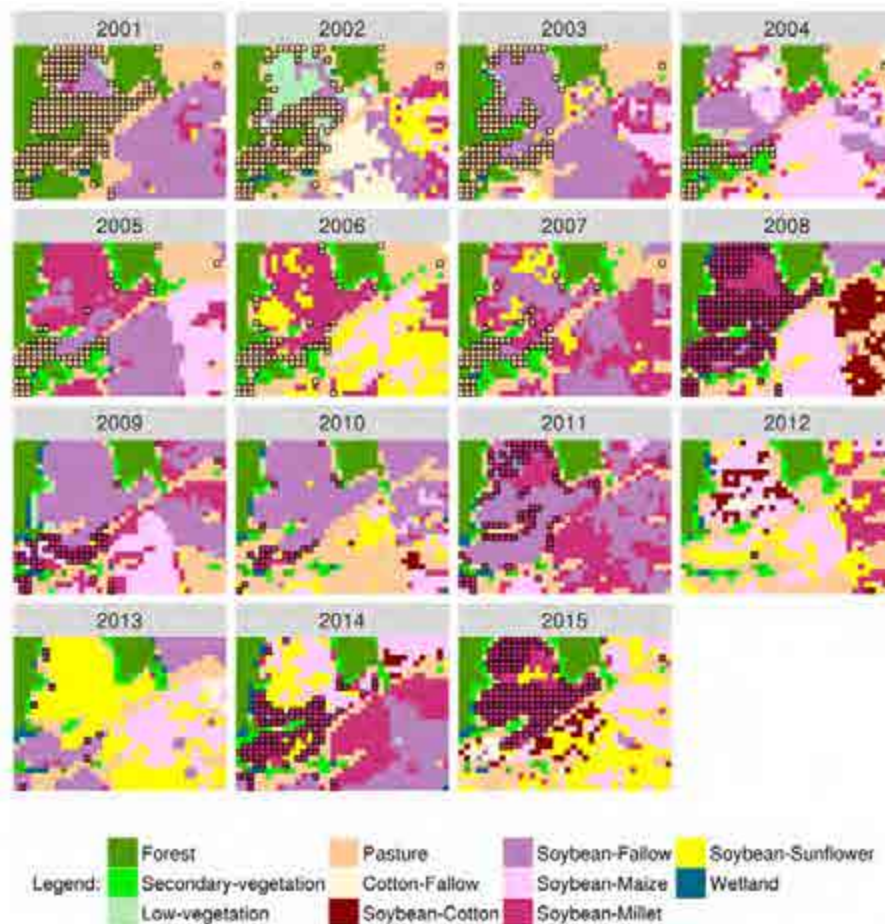 2001 2002 2003 2004
2005 2006 2007 2008
2009 2010 2011 2012
2013 2014 2015
Forest Pasture Soybean-Fallow Soybean-Sunflower
Legend: Secondary-vegetation Cotton-Fallow Soybean-Maize Wetland
Low-vegetation Soybean-Cotton Soybean-Millet